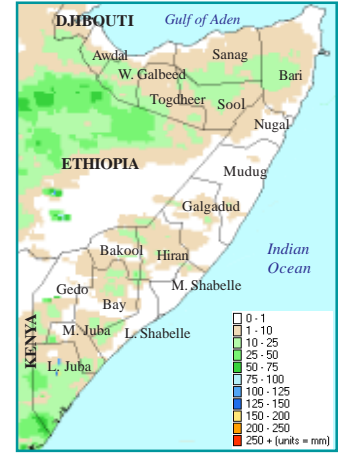 DJIBOUTI
Gulf of Aden
Awdal
Sanag
W. Galbeed
Bari
Togdheer
Sool
Nugal
ETHIOPIA
Mudug
Galgadud
Bakool
Hiran
Indian
Ocean
Gedo
M. Shabelle
Bay
KENYA
M. Juba
L. Shabelle
L. Juba
0 - 1
1 - 10
10 - 25
25 - 50
50 - 75
75 - 100
100 - 125
125 - 150
150 - 200
200 - 250
250 + (units = mm)